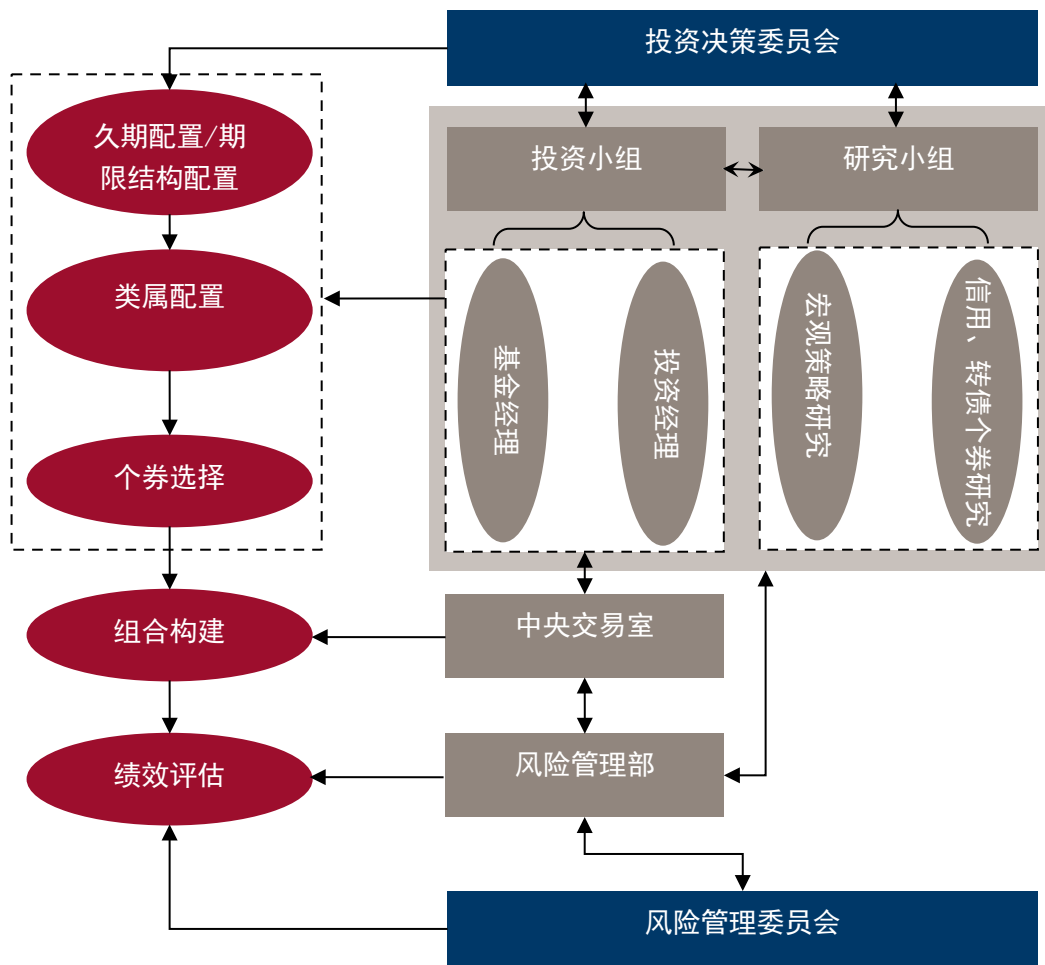 投资决策委员会
久期配置/期
限结构配置
投资小组
研究小组
类属配置
基金经理
投资经理
宏观策略研究
信用、转债个券研究
个券选择
组合构建
中央交易室
绩效评估
风险管理部
风险管理委员会